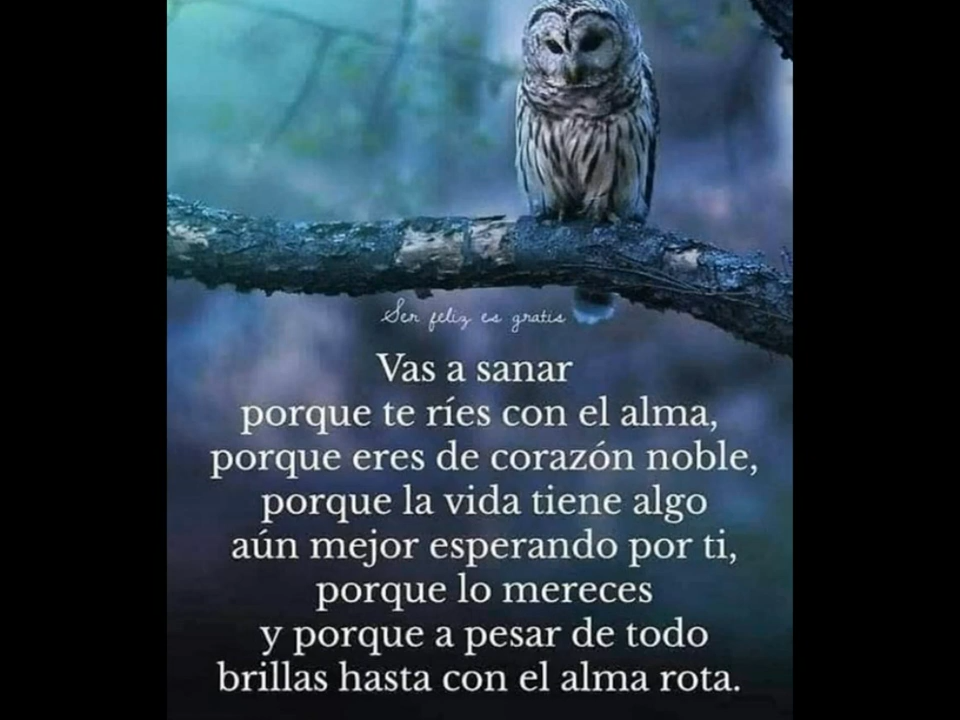 Ser feliz es gratis
Vas a sanar
porque te ríes con el alma,
porque eres de corazón noble,
porque la vida tiene algo
aún mejor esperando por ti,
porque lo mereces
y porque a pesar de todo
brillas hasta con el alma rota.